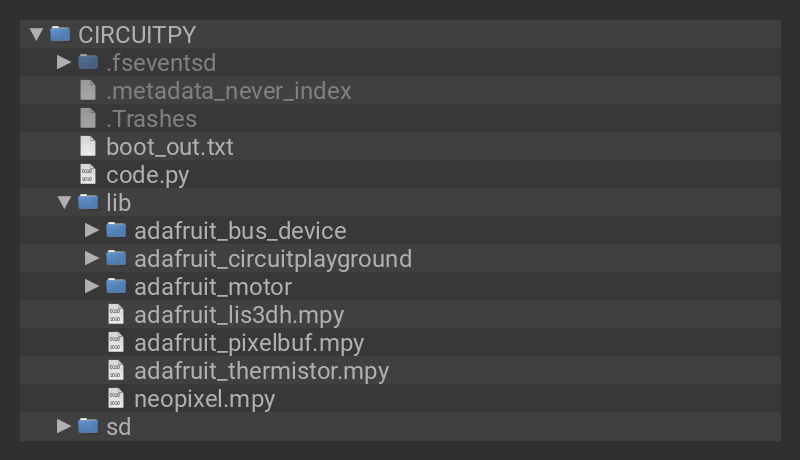 CIRCUITPY
.fseventsd
.metadata_never_index
.Trashes
boot_out.txt
code.py
lib
adafruit_bus_device
adafruit_circuitplayground
adafruit_motor
adafruit_lis3dh.mpy
adafruit_pixelbuf.mpy
adafruit_thermistor.mpy
neopixel.mpy
sd